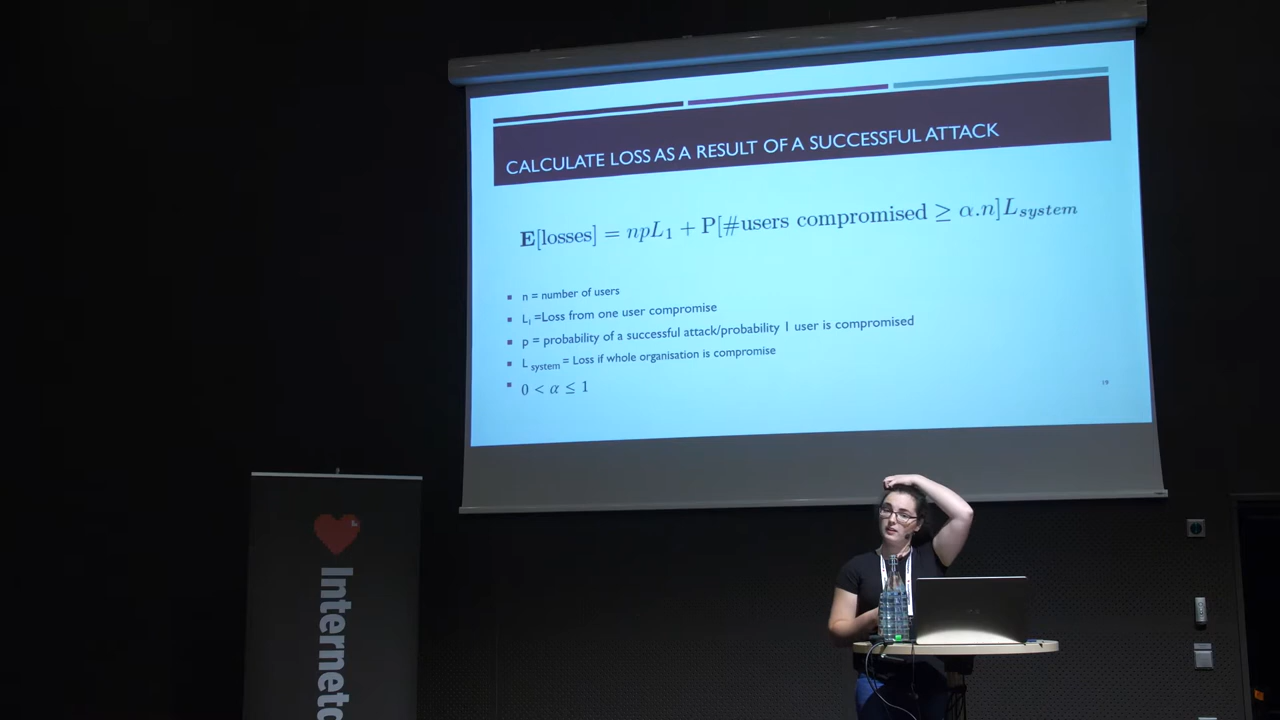 CALCULATE LOSS AS A RESULT OF A SUCCESSFUL ATTACK
E[losses] = npL₁ + P[#users compromised ≥ α.n]L_system
n = number of users
L₁ =Loss from one user compromise
p = probability of a successful attack/probability 1 user is compromised
L system = Loss if whole organisation is compromise
0 < α ≤ 1
19